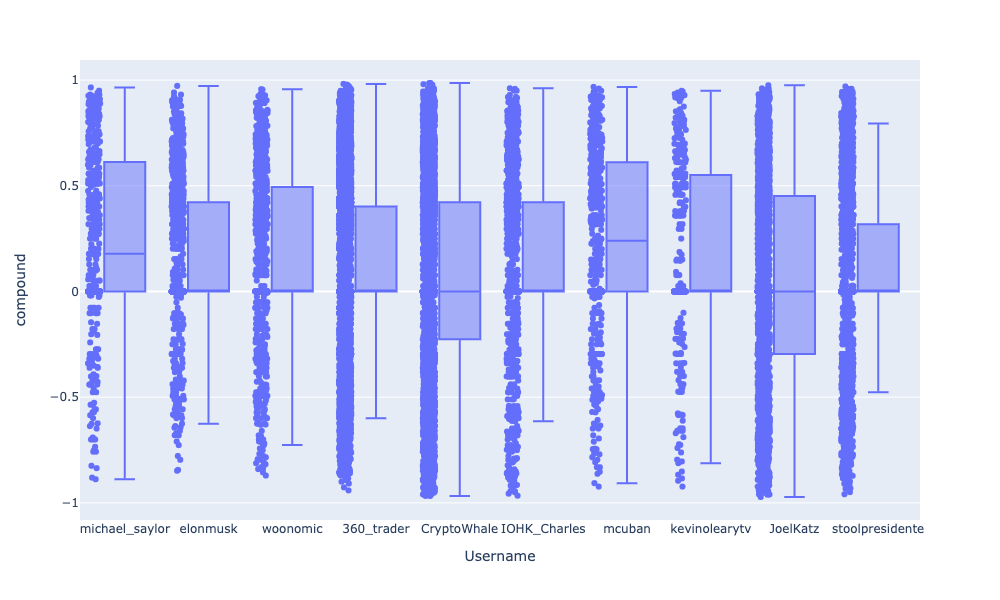 compound
1
0.5
0
−0.5
−1
michael_saylor elonmusk woonomic 360_trader CryptoWhale IOHK_Charles mcuban kevinolearytv JoelKatz stoolpresidente
Username